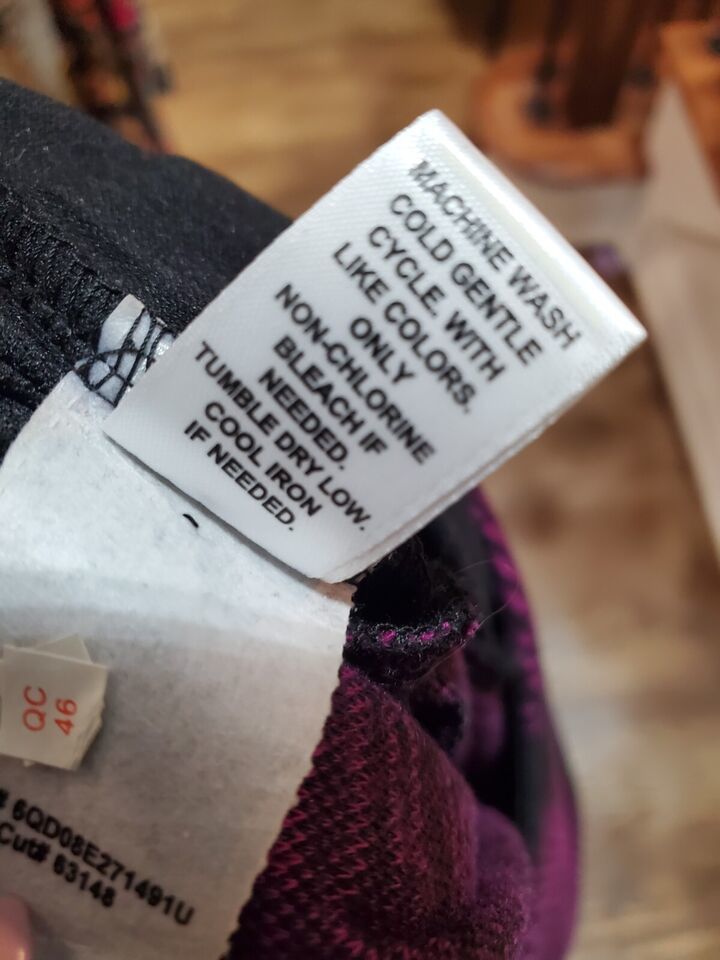 MACHINE WASH
COLD GENTLE
CYCLE, WITH
LIKE COLORS.
ONLY
NON-CHLORINE
BLEACH IF
NEEDED.
TUMBLE DRY LOW.
COOL IRON
IF NEEDED.
QC
46
# 6QD08E271491U
Cut# 63148